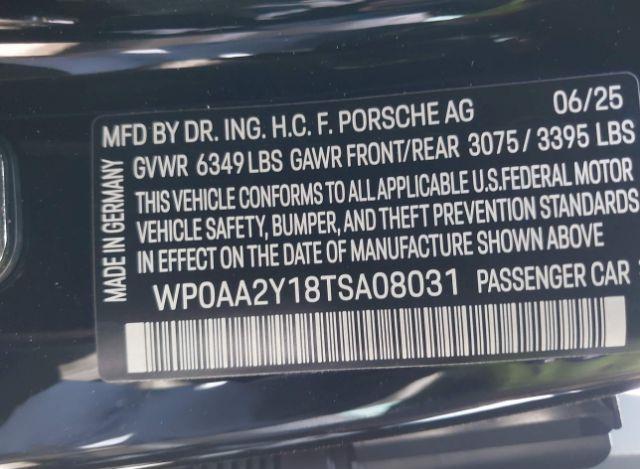 MFD BY DR. ING. H.C. F. PORSCHE AG 06/25
GVWR 6349 LBS GAWR FRONT/REAR 3075 / 3395 LBS
THIS VEHICLE CONFORMS TO ALL APPLICABLE U.S.FEDERAL MOTOR
VEHICLE SAFETY, BUMPER, AND THEFT PREVENTION STANDARDS
IN EFFECT ON THE DATE OF MANUFACTURE SHOWN ABOVE
WP0AA2Y18TSA08031 PASSENGER CAR
MADE IN GERMANY